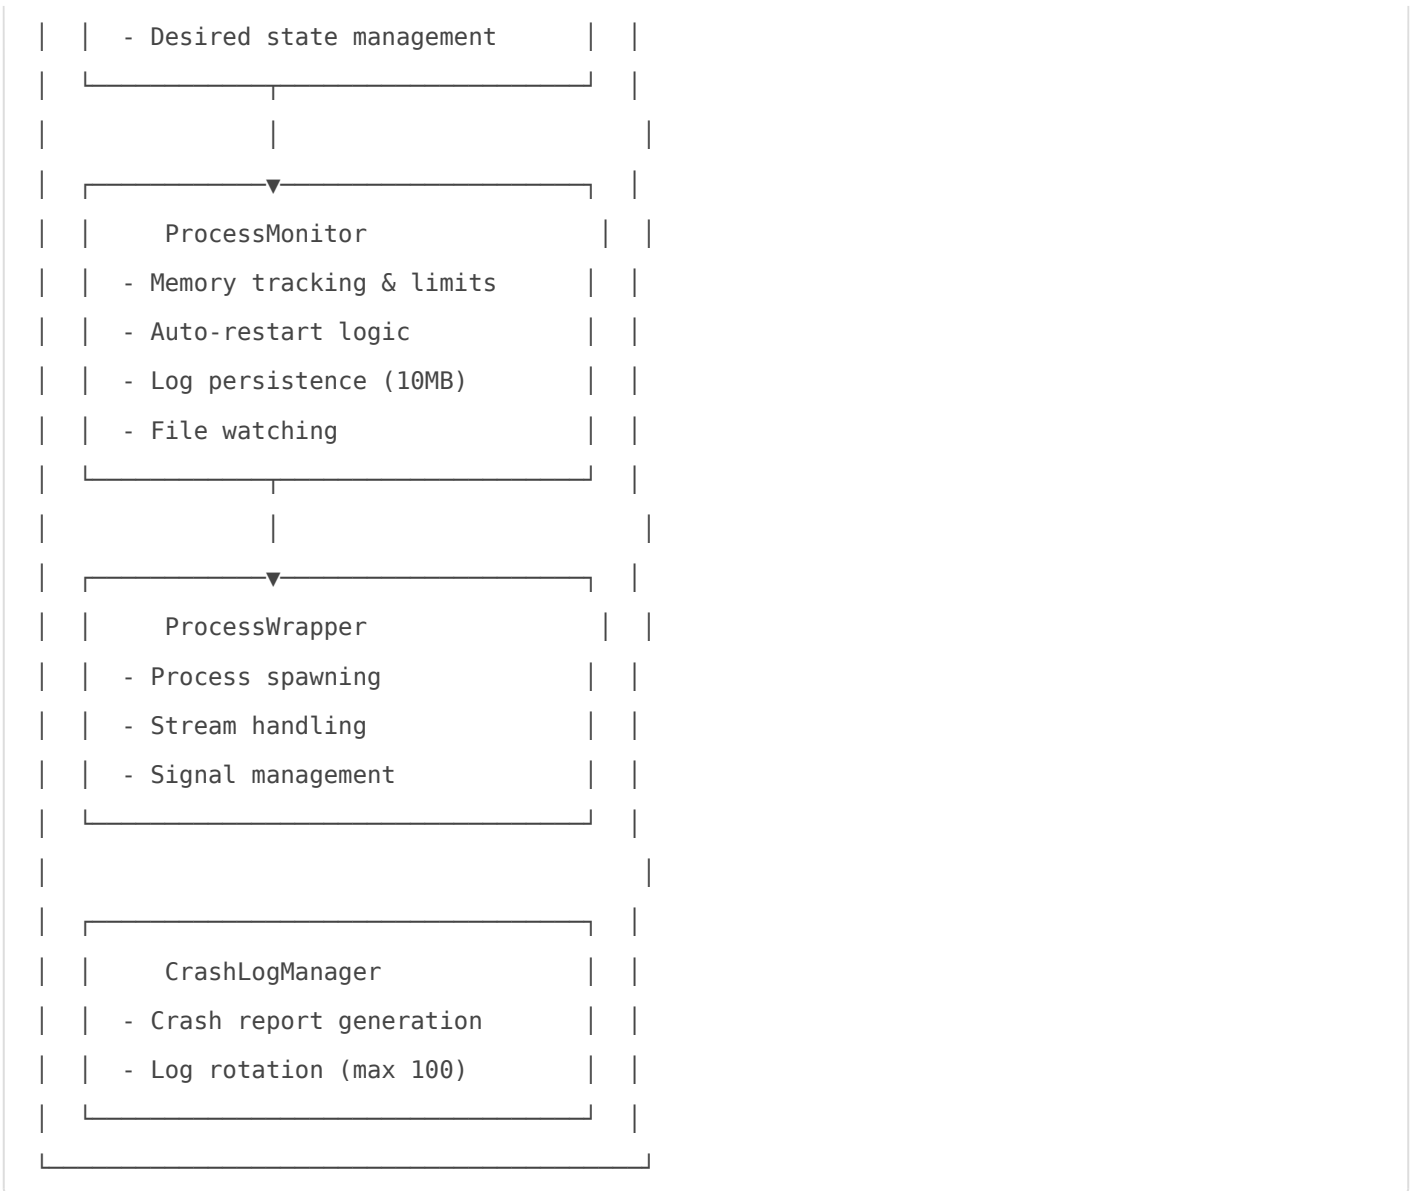 │  │  - Desired state management      │  │
│  └────────────┬─────────────────────┘  │
│               │                         │
│  ┌────────────▼─────────────────────┐  │
│  │     ProcessMonitor                │  │
│  │  - Memory tracking & limits      │  │
│  │  - Auto-restart logic            │  │
│  │  - Log persistence (10MB)        │  │
│  │  - File watching                 │  │
│  └────────────┬─────────────────────┘  │
│               │                         │
│  ┌────────────▼─────────────────────┐  │
│  │     ProcessWrapper                │  │
│  │  - Process spawning              │  │
│  │  - Stream handling               │  │
│  │  - Signal management             │  │
│  └──────────────────────────────────┘  │
│                                         │
│  ┌──────────────────────────────────┐  │
│  │     CrashLogManager              │  │
│  │  - Crash report generation       │  │
│  │  - Log rotation (max 100)        │  │
│  └──────────────────────────────────┘  │
└─────────────────────────────────────────┘